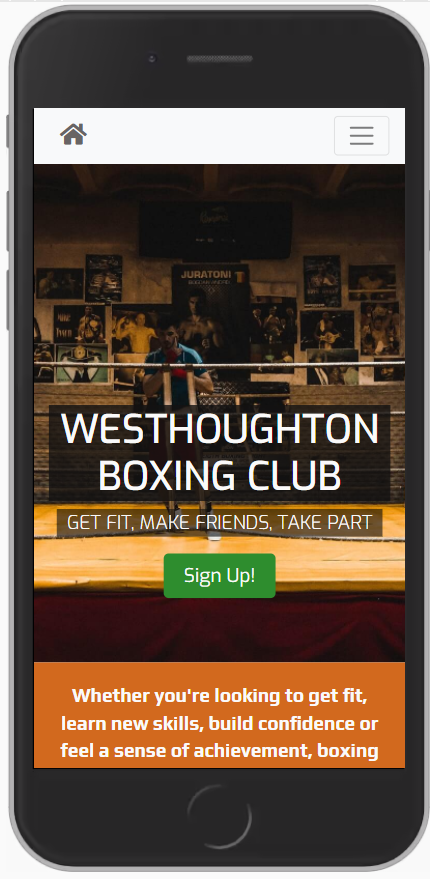 JURATONI
WESTHOUGHTON
BOXING CLUB
GET FIT, MAKE FRIENDS, TAKE PART
Sign Up!
Whether you're looking to get fit,
learn new skills, build confidence or
feel a sense of achievement, boxing